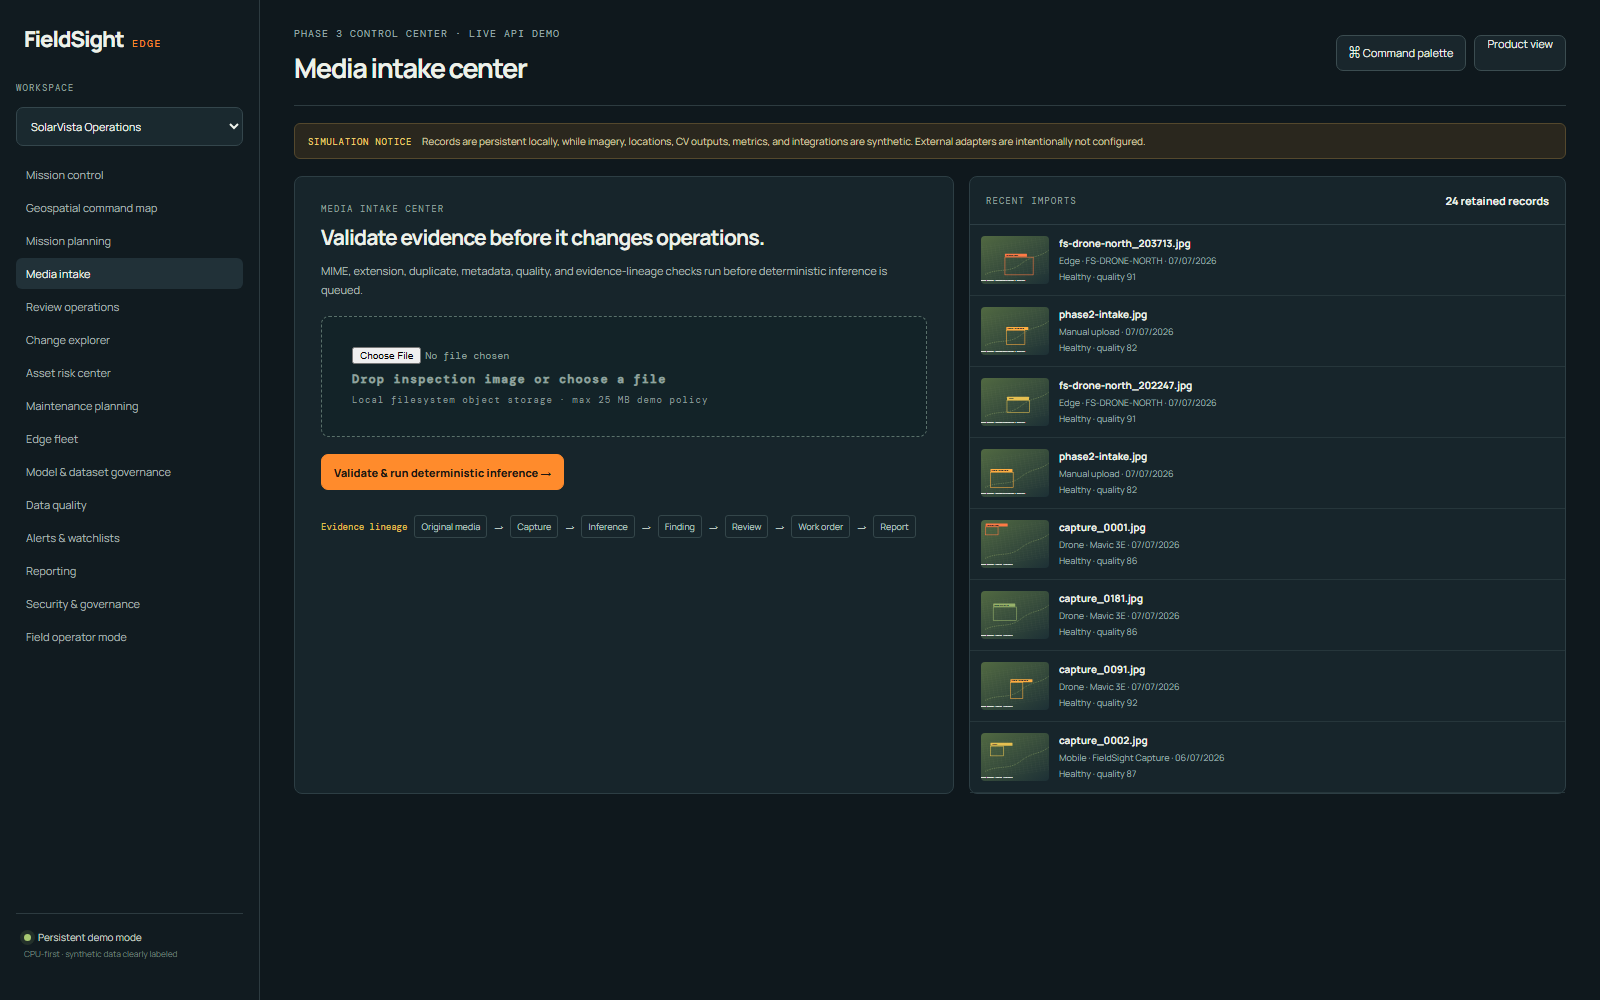 FieldSight EDGE
WORKSPACE
SolarVista Operations
Mission control
Geospatial command map
Mission planning
Media intake
Review operations
Change explorer
Asset risk center
Maintenance planning
Edge fleet
Model & dataset governance
Data quality
Alerts & watchlists
Reporting
Security & governance
Field operator mode
Persistent demo mode
CPU-first · synthetic data clearly labeled
PHASE 3 CONTROL CENTER · LIVE API DEMO
Media intake center
⌘ Command palette
Product view
SIMULATION NOTICE Records are persistent locally, while imagery, locations, CV outputs, metrics, and integrations are synthetic. External adapters are intentionally not configured.
MEDIA INTAKE CENTER
Validate evidence before it changes operations.
MIME, extension, duplicate, metadata, quality, and evidence-lineage checks run before deterministic inference is
queued.
Choose File No file chosen
Drop inspection image or choose a file
Local filesystem object storage · max 25 MB demo policy
Validate & run deterministic inference →
Evidence lineage Original media → Capture → Inference → Finding → Review → Work order → Report
RECENT IMPORTS
24 retained records
fs-drone-north_203713.jpg
Edge · FS-DRONE-NORTH · 07/07/2026
Healthy · quality 91
phase2-intake.jpg
Manual upload · 07/07/2026
Healthy · quality 82
fs-drone-north_202247.jpg
Edge · FS-DRONE-NORTH · 07/07/2026
Healthy · quality 91
phase2-intake.jpg
Manual upload · 07/07/2026
Healthy · quality 82
capture_0001.jpg
Drone · Mavic 3E · 07/07/2026
Healthy · quality 86
capture_0181.jpg
Drone · Mavic 3E · 07/07/2026
Healthy · quality 86
capture_0091.jpg
Drone · Mavic 3E · 07/07/2026
Healthy · quality 92
capture_0002.jpg
Mobile · FieldSight Capture · 06/07/2026
Healthy · quality 87